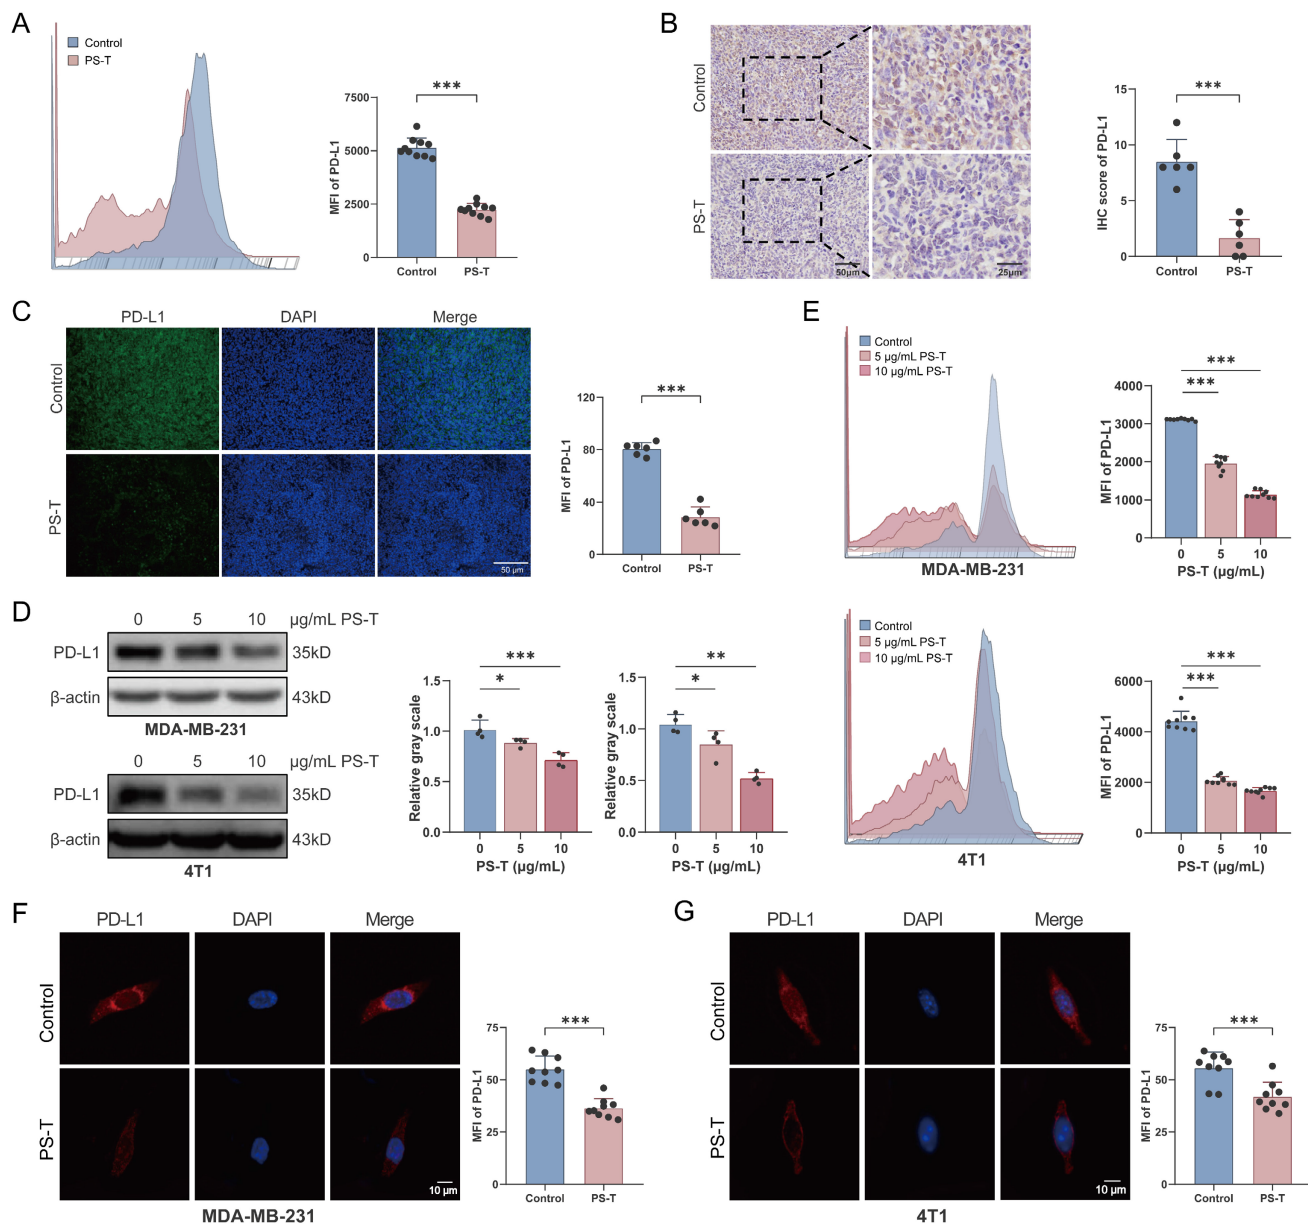 A
Control
PS-T
MFI of PD-L1
7500
5000
2500
0
***
Control
PS-T
B
Control
PS-T
50μm
25μm
IHC score of PD-L1
15
10
5
0
***
Control
PS-T
C
PD-L1
DAPI
Merge
Control
PS-T
50 μm
MFI of PD-L1
120
80
40
0
***
Control
PS-T
D
0 5 10 μg/mL PS-T
PD-L1 35kD
β-actin 43kD
MDA-MB-231
0 5 10 μg/mL PS-T
PD-L1 35kD
β-actin 43kD
4T1
Relative gray scale
1.5
1.0
0.5
0.0
***
*
0 5 10
PS-T (μg/mL)
Relative gray scale
1.5
1.0
0.5
0.0
**
*
0 5 10
PS-T (μg/mL)
E
Control
5 μg/mL PS-T
10 μg/mL PS-T
MDA-MB-231
MFI of PD-L1
4000
3000
2000
1000
0
***
***
0 5 10
PS-T (μg/mL)
Control
5 μg/mL PS-T
10 μg/mL PS-T
4T1
MFI of PD-L1
6000
4000
2000
0
***
***
0 5 10
PS-T (μg/mL)
F
PD-L1
DAPI
Merge
Control
PS-T
10 μm
MDA-MB-231
MFI of PD-L1
75
50
25
0
***
Control
PS-T
G
PD-L1
DAPI
Merge
Control
PS-T
10 μm
4T1
MFI of PD-L1
75
50
25
0
***
Control
PS-T